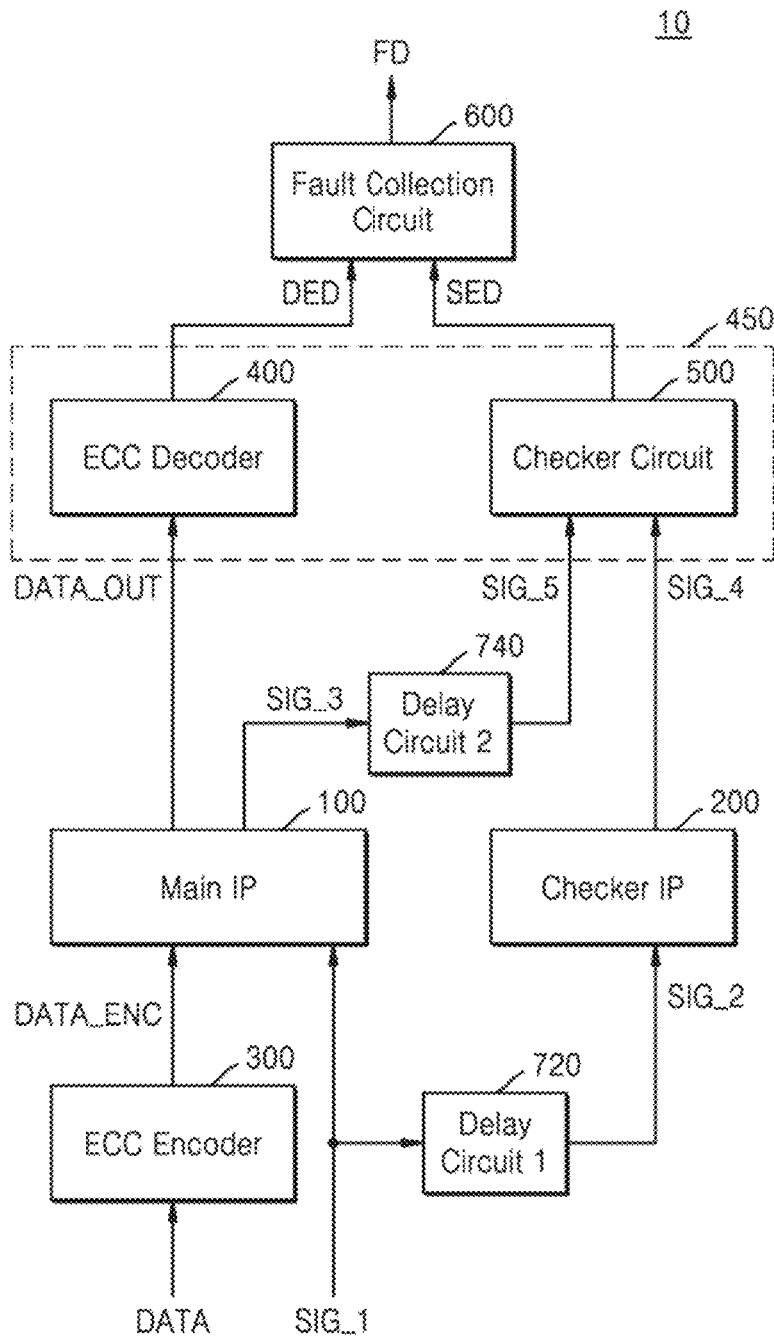 10
FD
600
Fault Collection
Circuit
DED
SED
450
400
500
ECC Decoder
Checker Circuit
DATA_OUT
SIG_5
SIG_4
740
SIG_3
Delay
Circuit 2
100
200
Main IP
Checker IP
DATA_ENC
SIG_2
300
720
ECC Encoder
Delay
Circuit 1
DATA
SIG_1